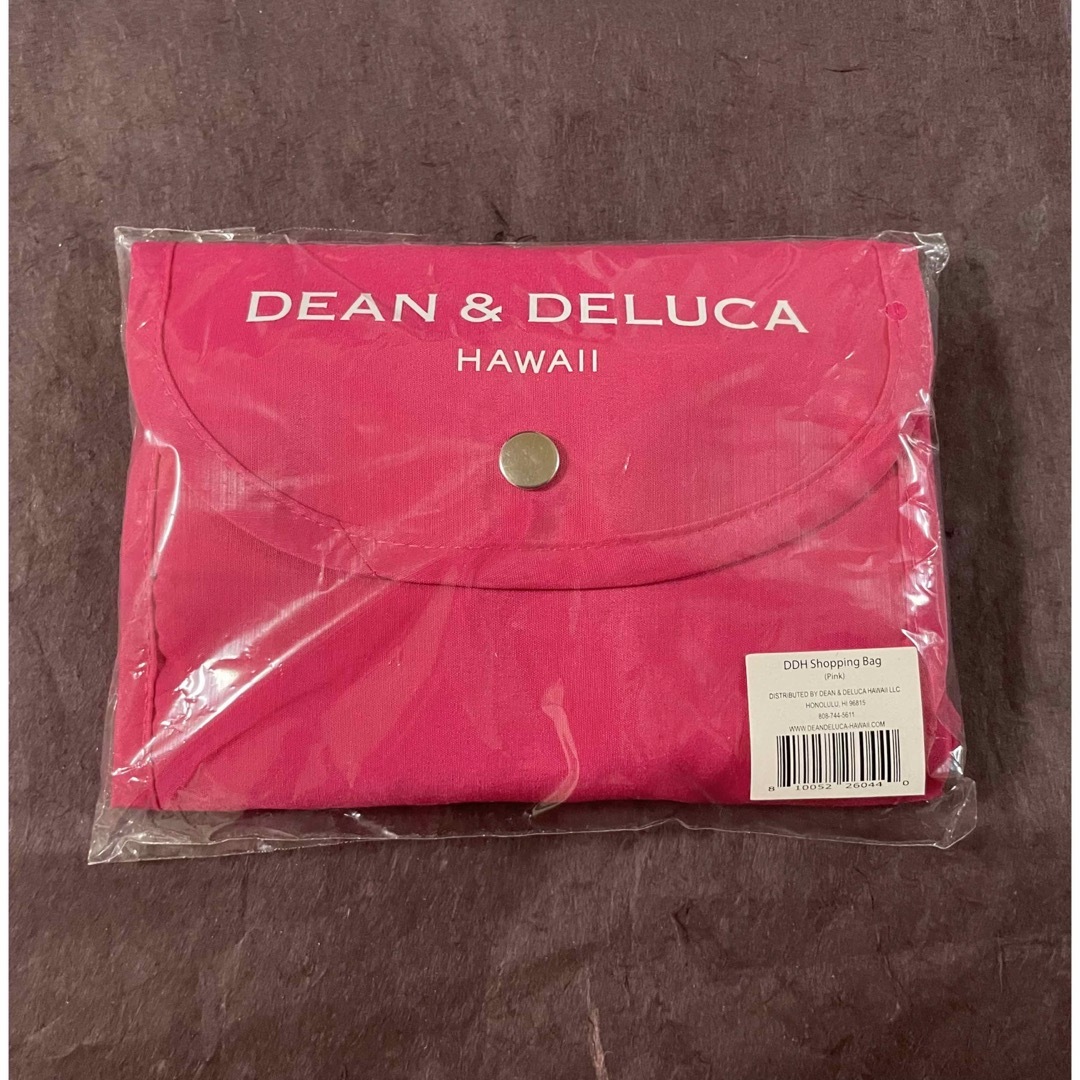 DEAN & DELUCA
HAWAII
DDH Shopping Bag
(Pink)
DISTRIBUTED BY DEAN & DELUCA HAWAII LLC
HONOLULU, HI 96815
808-744-5611
WWW.DEANDELUCA-HAWAII.COM
8 10052 26044 0